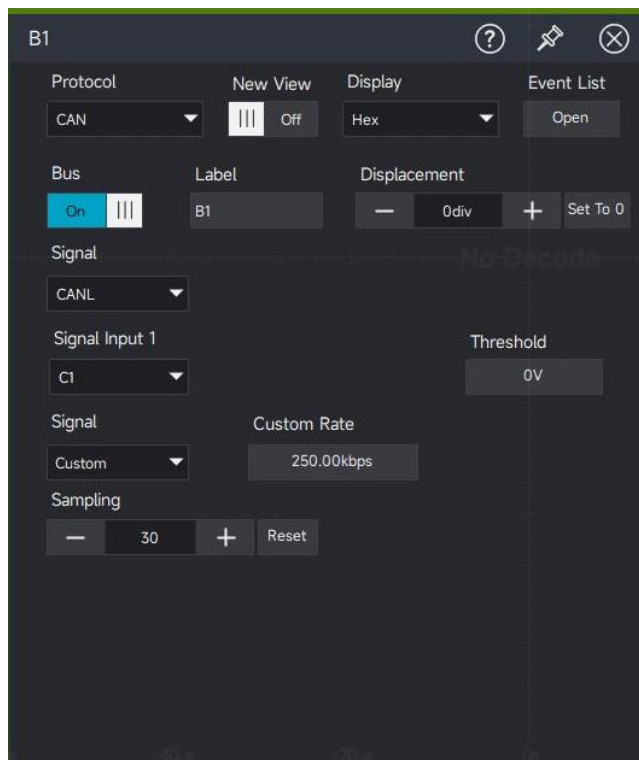 B1
Protocol New View Display Event List
CAN Off Hex Open
Bus Label Displacement
On B1 0div Set To 0
No Decode
Signal
CANL
Signal Input 1 Threshold
C1 0V
Signal Custom Rate
Custom 250.00kbps
Sampling
30 Reset